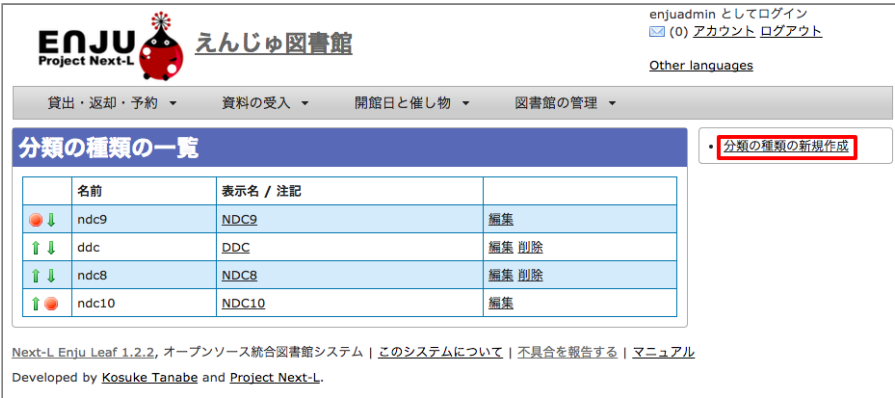 enjuadmin としてログイン
ENJU
Project Next-L
えんじゅ図書館
(0) アカウント ログアウト
Other languages
貸出・返却・予約 ▼ 資料の受入 ▼ 開館日と催し物 ▼ 図書館の管理 ▼
分類の種類の一覧
• 分類の種類の新規作成
名前 表示名 / 注記
ndc9 NDC9 編集
ddc DDC 編集 削除
ndc8 NDC8 編集 削除
ndc10 NDC10 編集
Next-L Enju Leaf 1.2.2, オープンソース統合図書館システム | このシステムについて | 不具合を報告する | マニュアル
Developed by Kosuke Tanabe and Project Next-L.